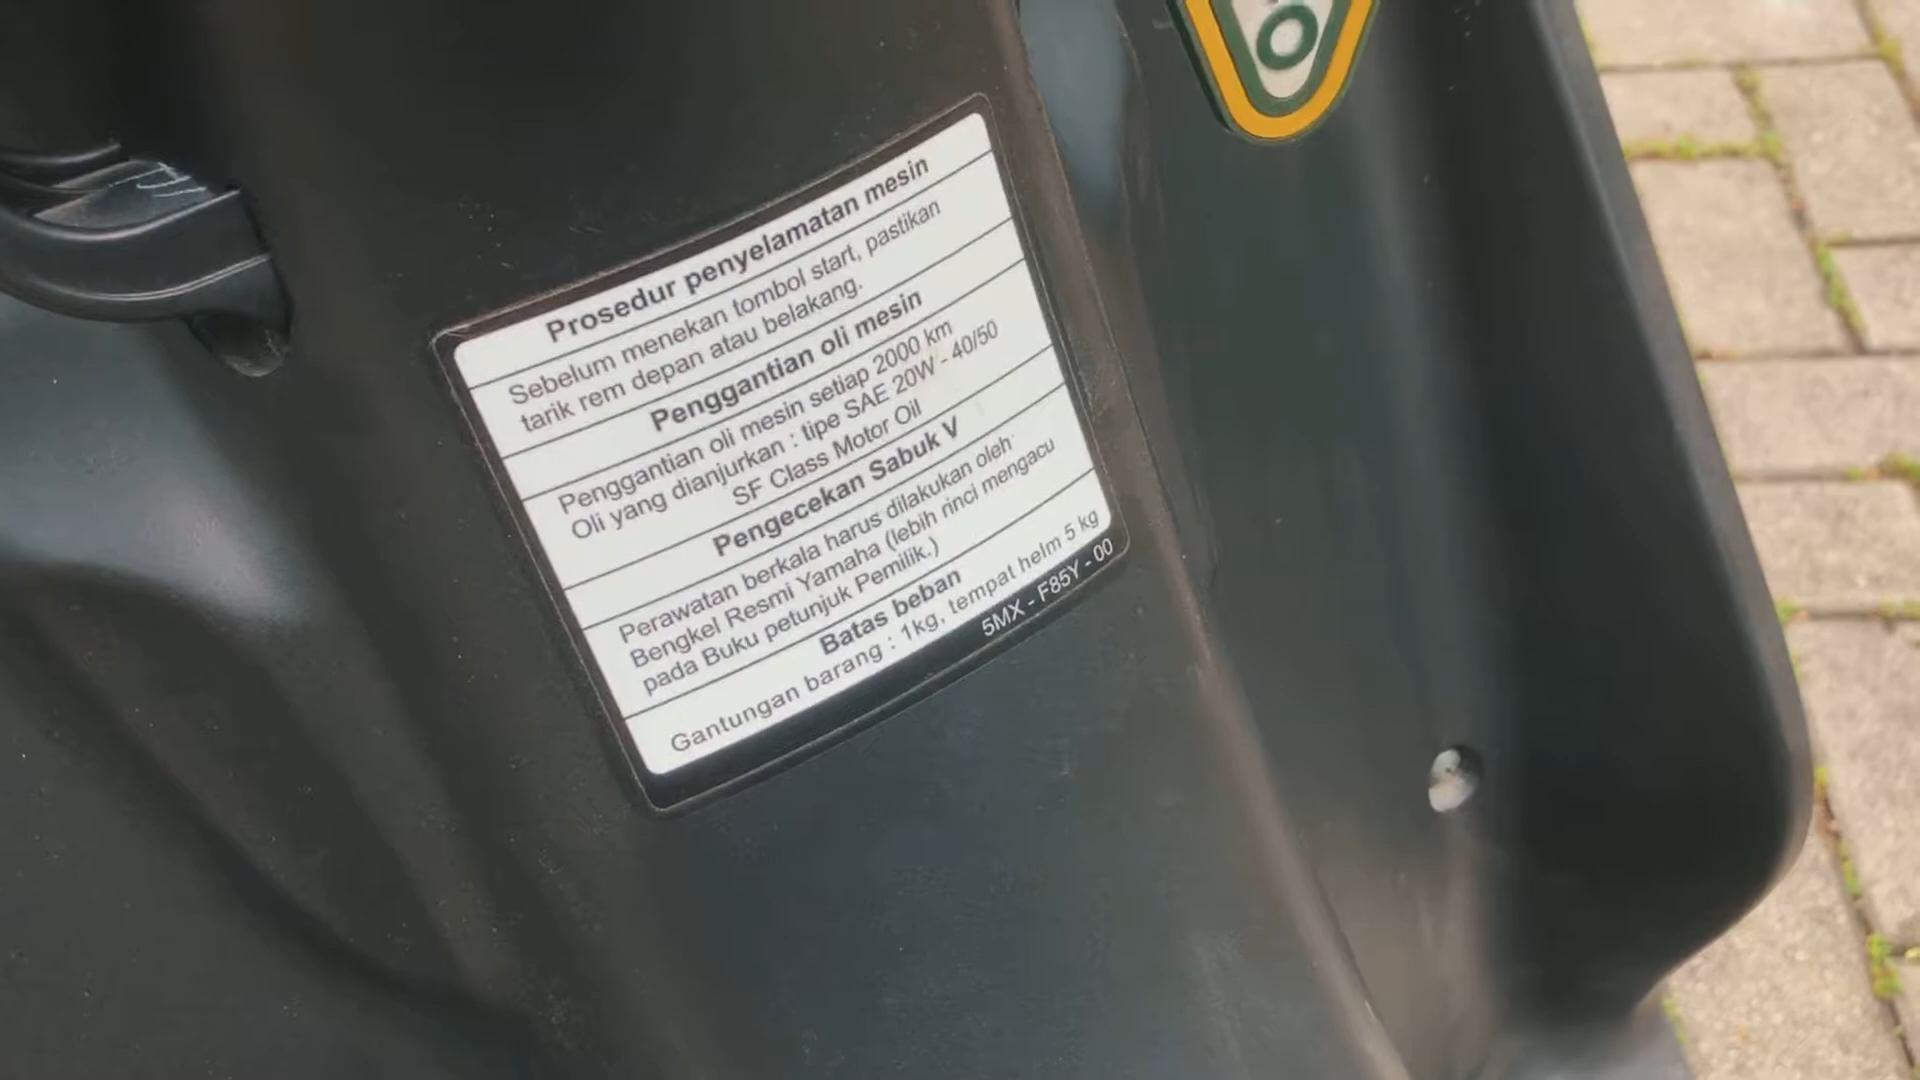 O
Prosedur penyelamatan mesin
Sebelum menekan tombol start, pastikan
tarik rem depan atau belakang.
Penggantian oli mesin
Penggantian oli mesin setiap 2000 km
Oli yang dianjurkan : tipe SAE 20W - 40/50
SF Class Motor Oil
Pengecekan Sabuk V
Perawatan berkala harus dilakukan oleh
Bengkel Resmi Yamaha (lebih rinci mengacu
pada Buku petunjuk Pemilik.)
Batas beban
Gantungan barang : 1kg, tempat helm 5 kg
5MX - F85Y - 00